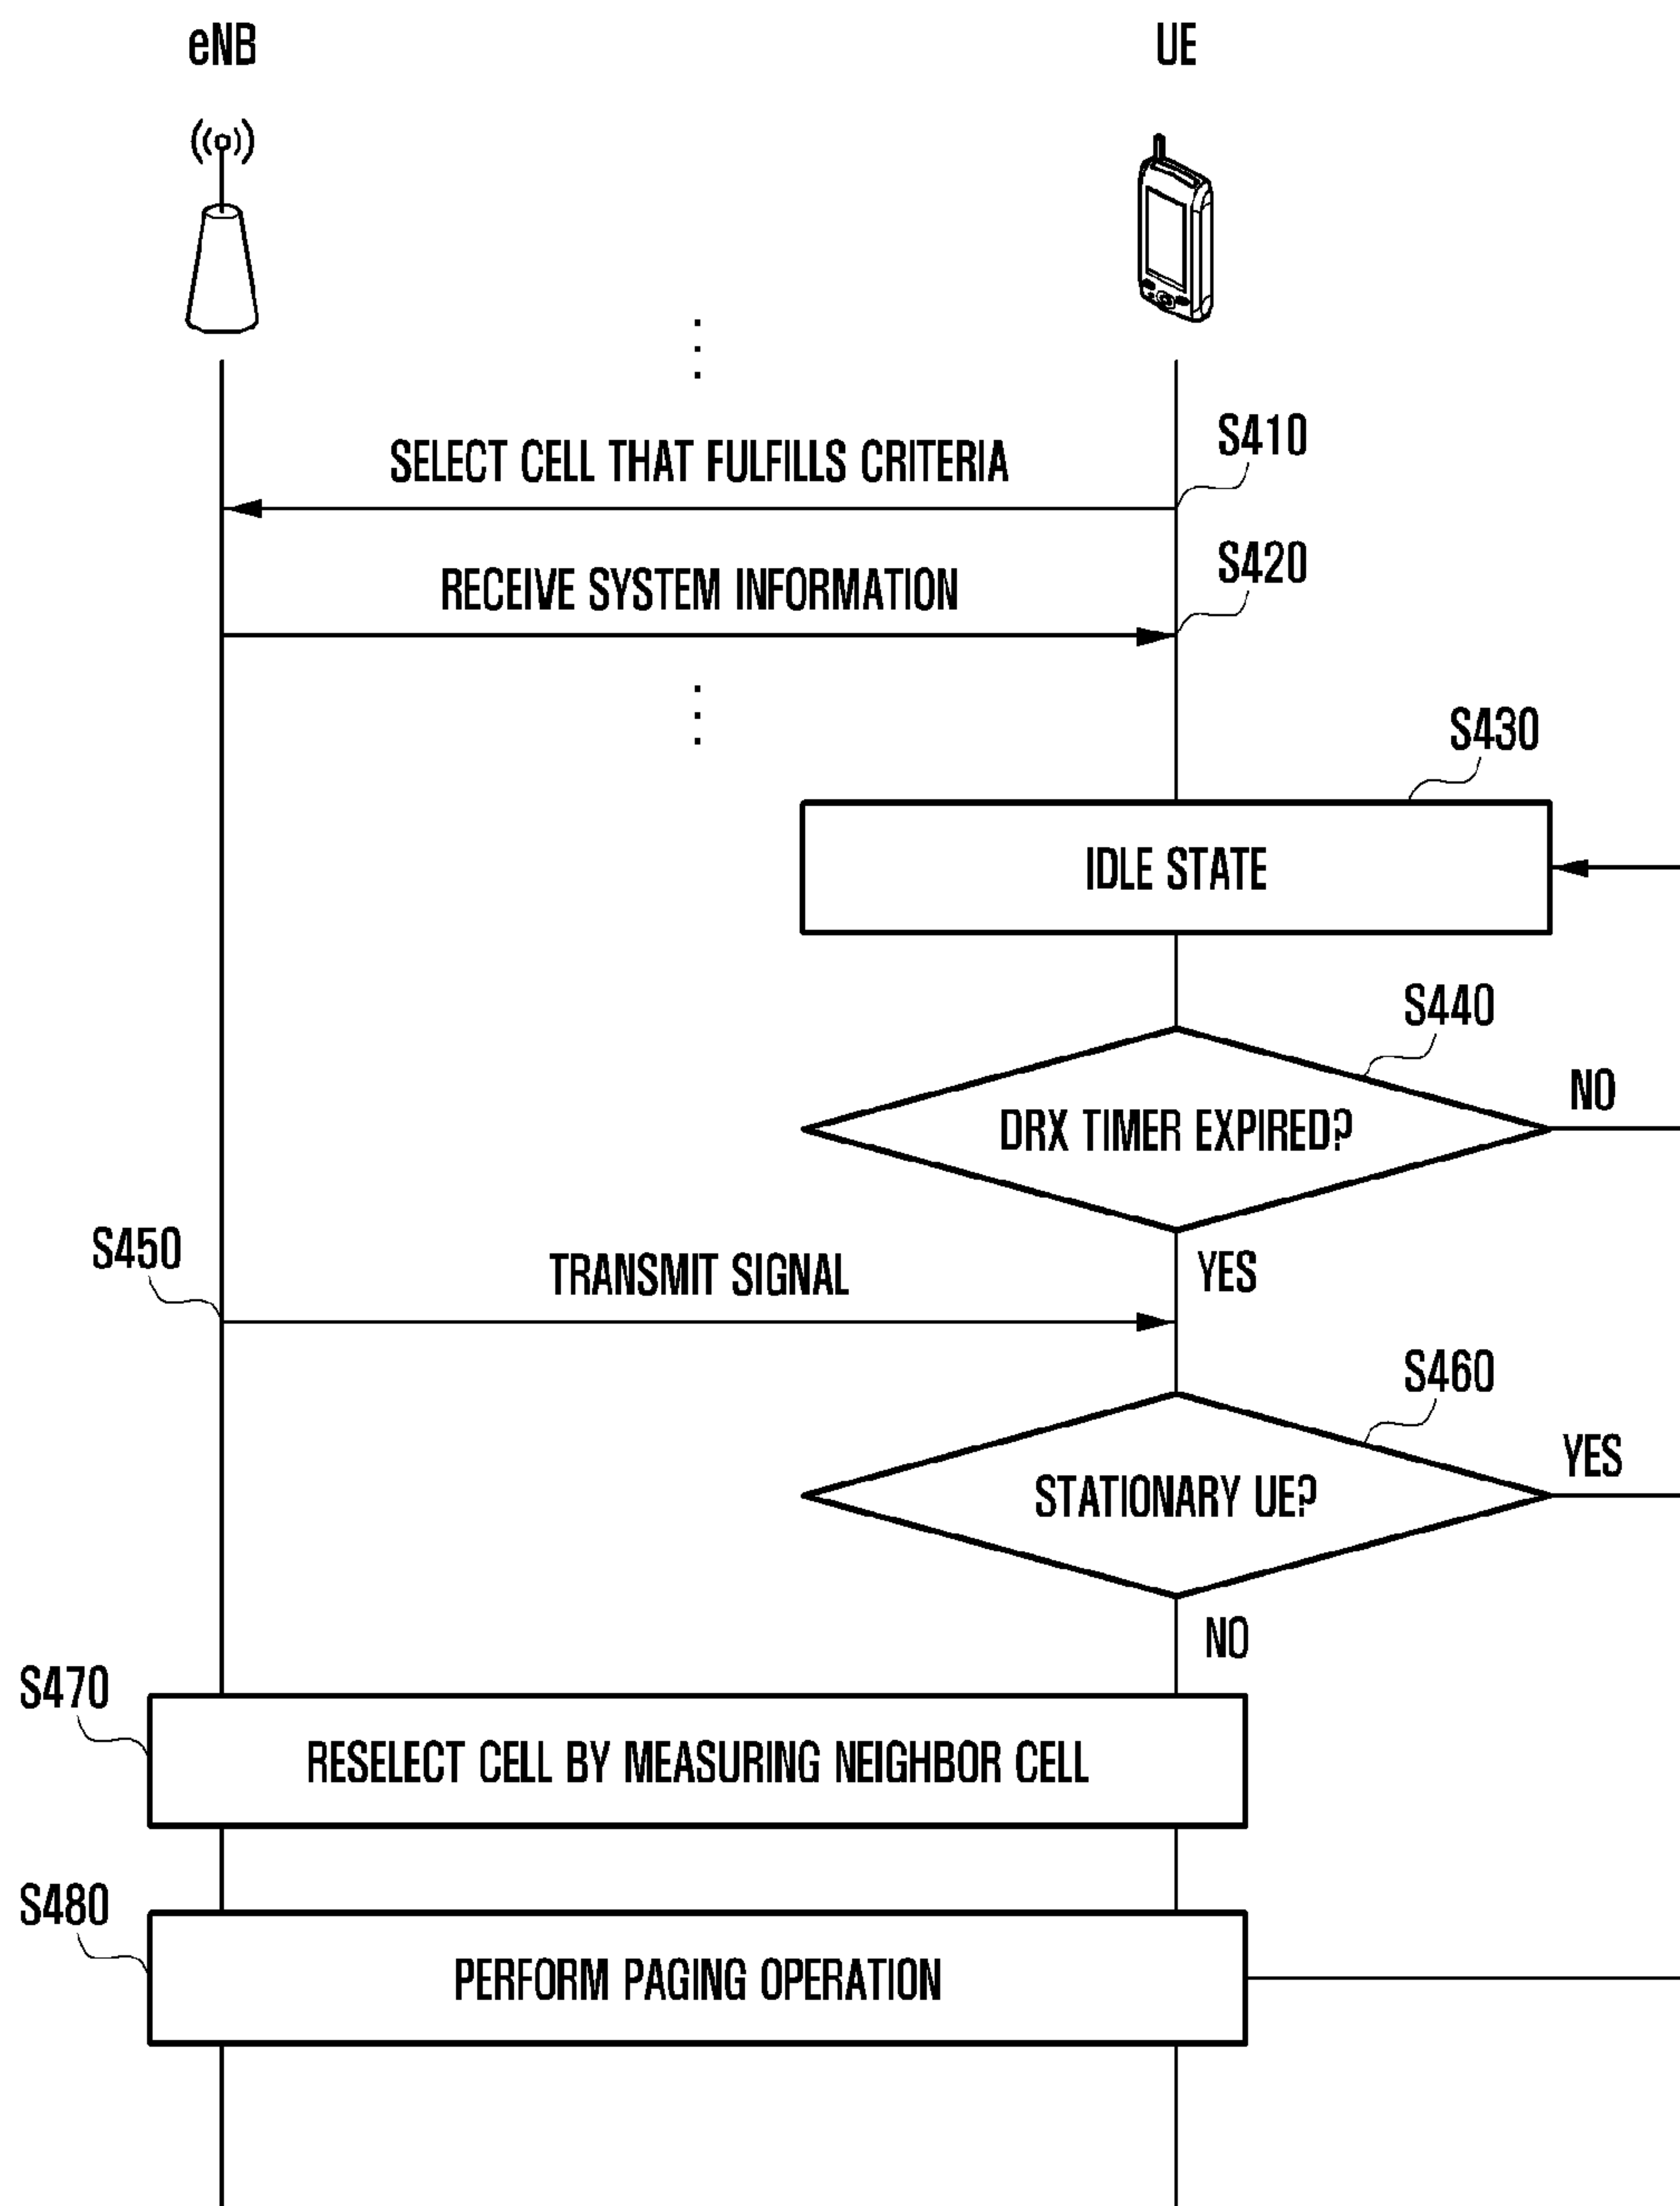 eNB
UE
S410
SELECT CELL THAT FULFILLS CRITERIA
S420
RECEIVE SYSTEM INFORMATION
S430
IDLE STATE
S440
NO
DRX TIMER EXPIRED?
S450
TRANSMIT SIGNAL
YES
S460
YES
STATIONARY UE?
NO
S470
RESELECT CELL BY MEASURING NEIGHBOR CELL
S480
PERFORM PAGING OPERATION